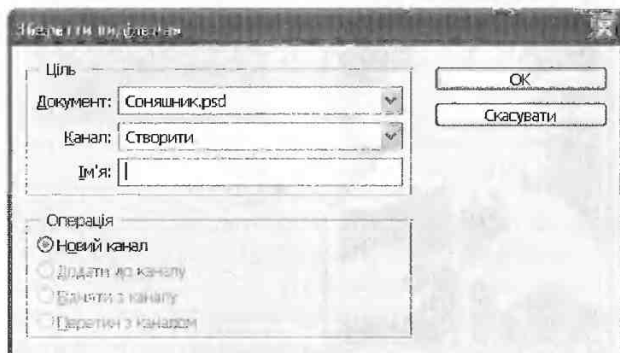 Зберегти виділення
Ціль
Документ: Соняшник.psd
Канал: Створити
Ім'я:
OK
Скасувати
Операція
Новий канал
Додати до каналу
Відняти з каналу
Перетин з каналом